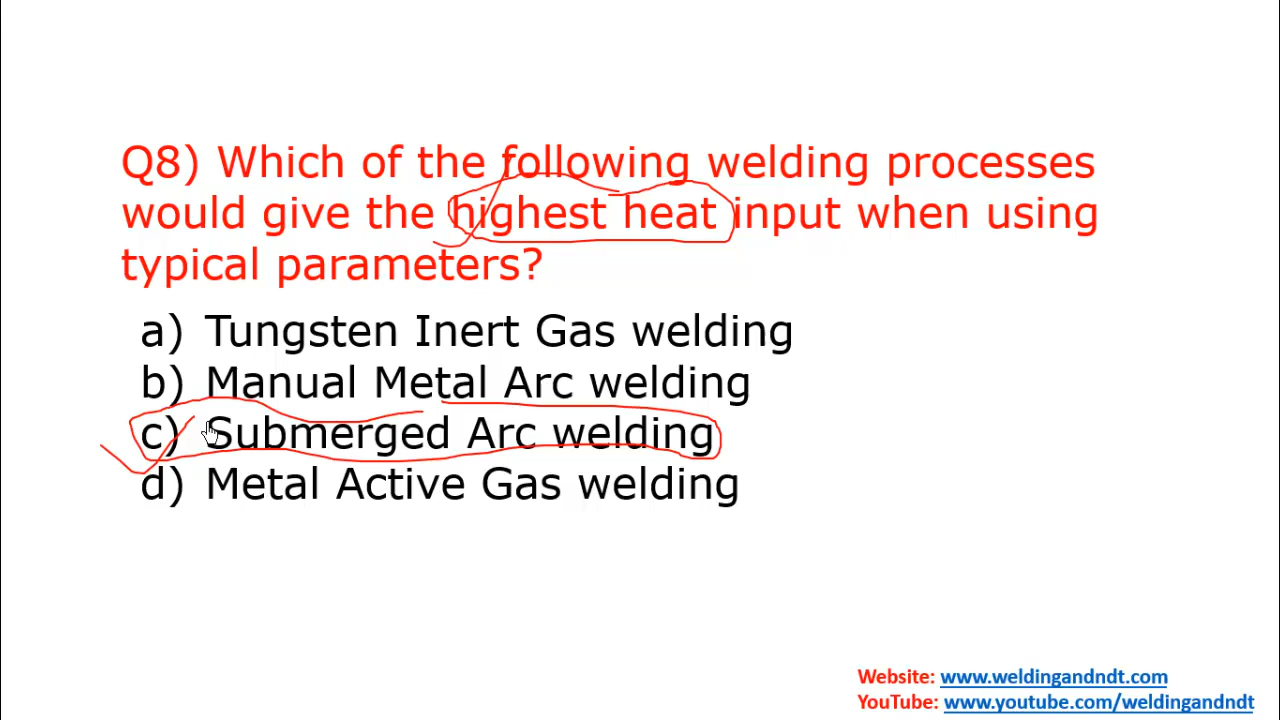 Q8) Which of the following welding processes
would give the highest heat input when using
typical parameters?
a) Tungsten Inert Gas welding
b) Manual Metal Arc welding
c) Submerged Arc welding
d) Metal Active Gas welding
Website: www.weldingandndt.com
YouTube: www.youtube.com/weldingandndt